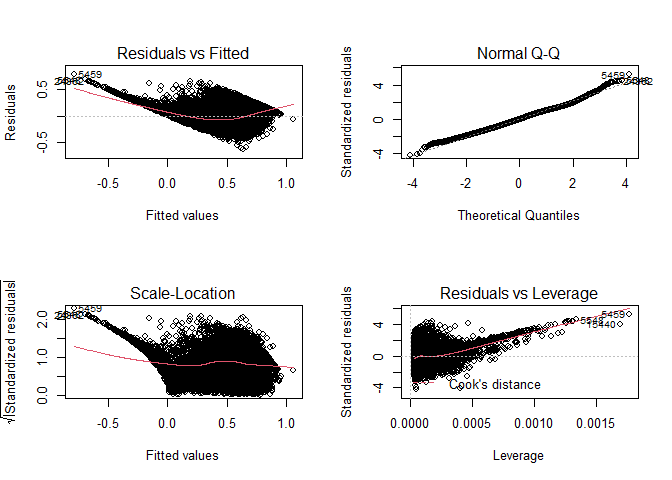 Residuals vs Fitted
Residuals
0.5
-0.5
5459
-0.5 0.0 0.5 1.0
Fitted values
Normal Q-Q
Standardized residuals
4
0
-4
5459
-4 -2 0 2 4
Theoretical Quantiles
Scale-Location
√|Standardized residuals|
2.0
1.0
0.0
5459
-0.5 0.0 0.5 1.0
Fitted values
Residuals vs Leverage
Standardized residuals
4
2
0
-4
5459
15440
Cook's distance
0.0000 0.0005 0.0010 0.0015
Leverage